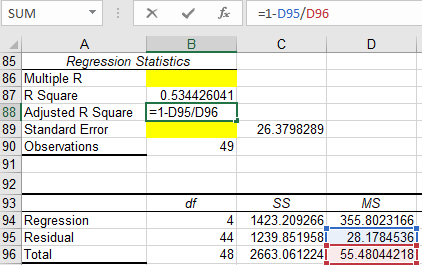 SUM =1-D95/D96
A B C D
85 Regression Statistics
86 Multiple R
87 R Square 0.534426041
88 Adjusted R Square =1-D95/D96
89 Standard Error 26.3798289
90 Observations 49
91
92
93 df SS MS
94 Regression 4 1423.209266 355.8023166
95 Residual 44 1239.851958 28.1784536
96 Total 48 2663.061224 55.48044218